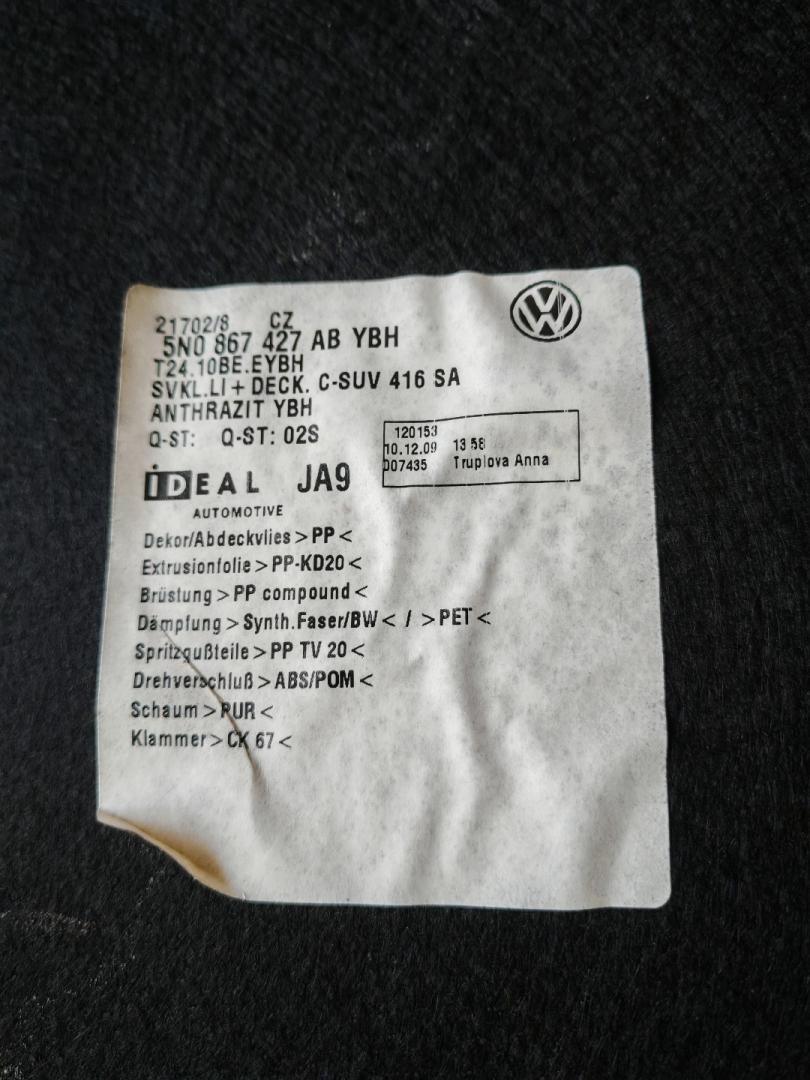 21702/8 CZ
5N0 867 427 AB YBH
T24.10BE.EYBH
SVKL.LI + DECK. C-SUV 416 SA
ANTHRAZIT YBH
Q-ST: Q-ST: 02S
120153
10.12.09 13 58
007435 Truplova Anna
IDEAL JA9
AUTOMOTIVE
Dekor/Abdeckvlies > PP <
Extrusionfolie > PP-KD20 <
Brüstung > PP compound <
Dämpfung > Synth.Faser/BW < / > PET <
Spritzgußteile > PP TV 20 <
Drehverschluß > ABS/POM <
Schaum > PUR <
Klammer > CK 67 <